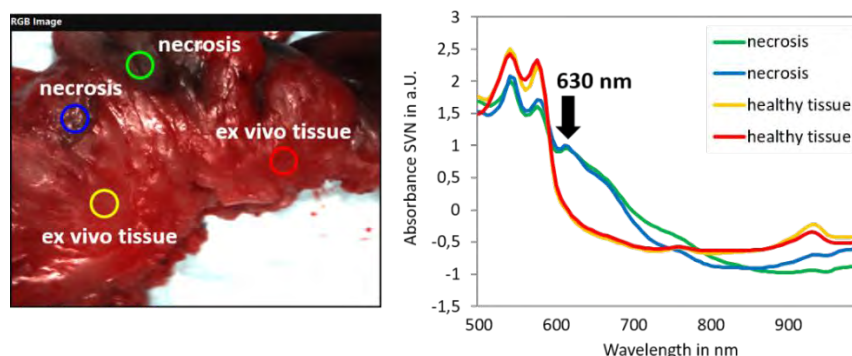 RGB Image
necrosis
necrosis
ex vivo tissue
ex vivo tissue
Absorbance SVN in a.U.
3
2,5
2
1,5
1
0,5
0
-0,5
-1
-1,5
630 nm
necrosis
necrosis
healthy tissue
healthy tissue
500 600 700 800 900
Wavelength in nm